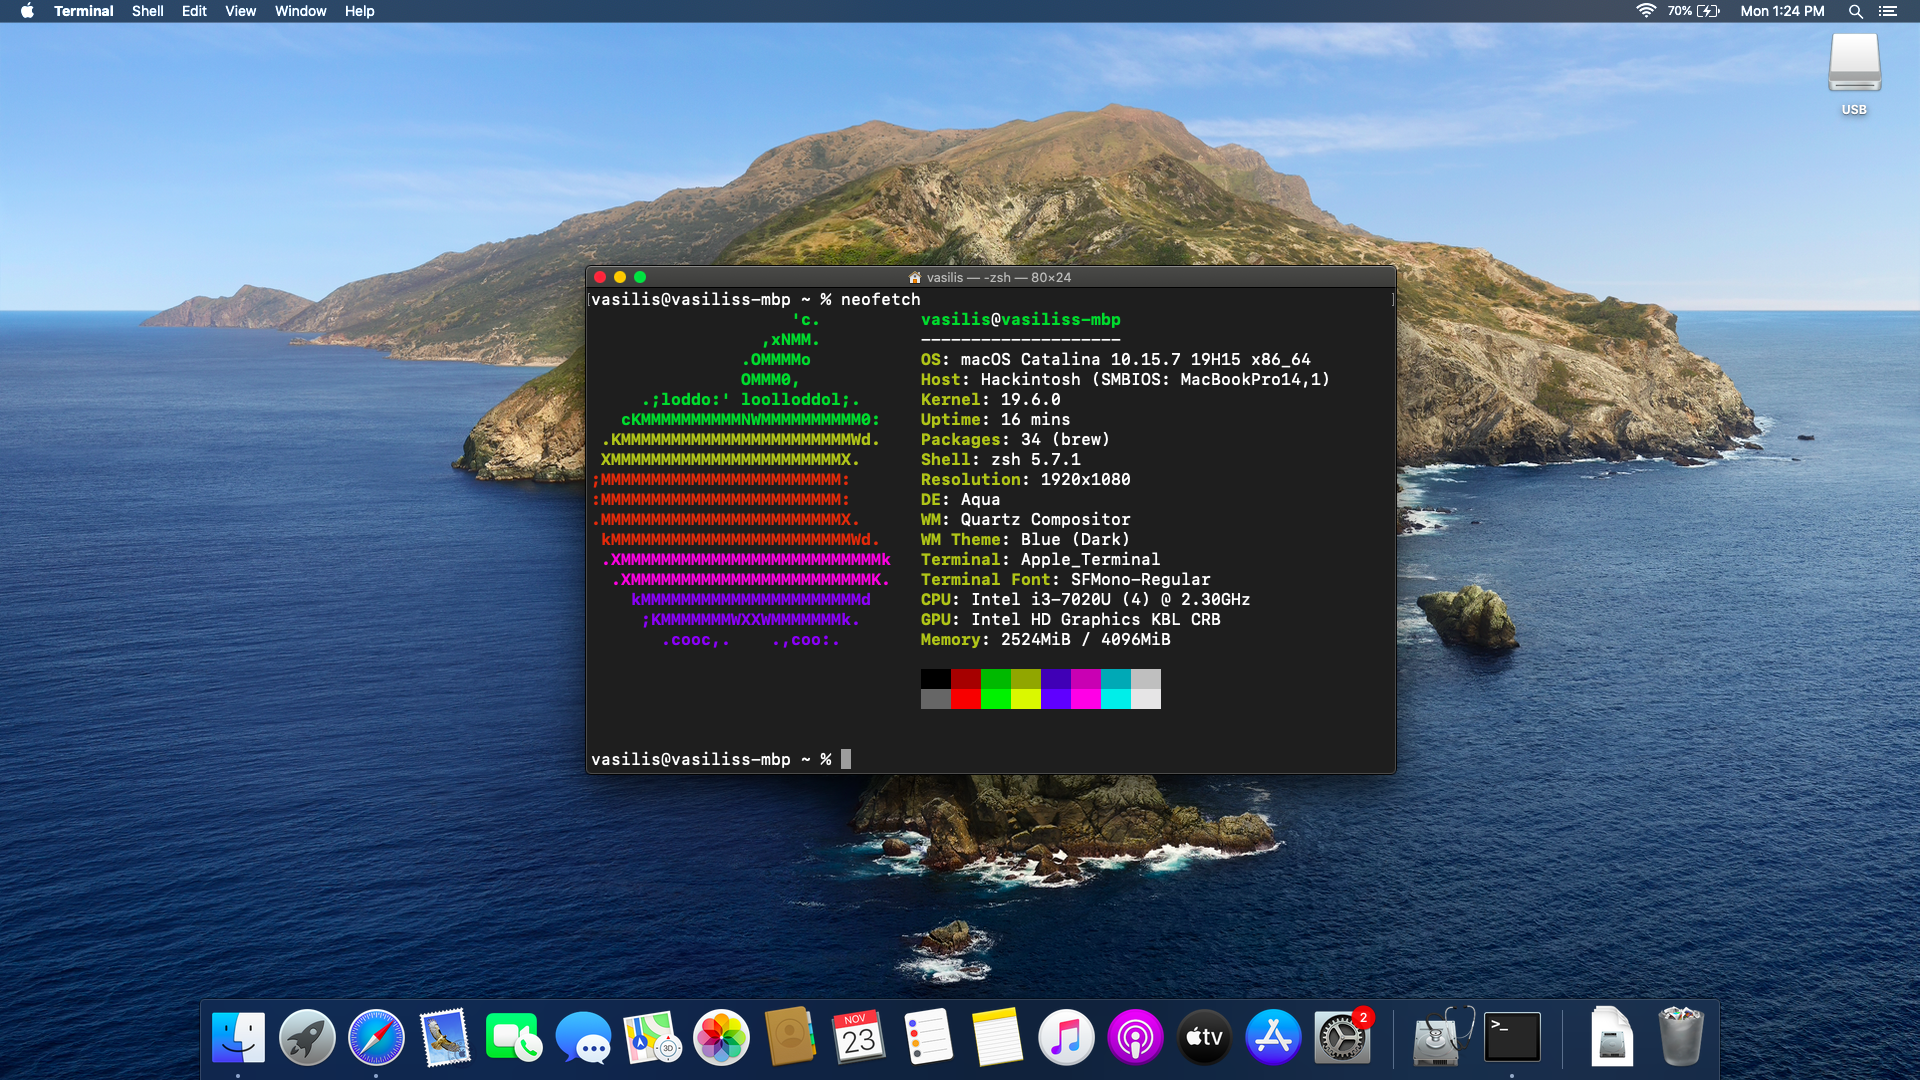 Terminal Shell Edit View Window Help 70% Mon 1:24 PM
USB
vasilis — -zsh — 80×24
vasilis@vasiliss-mbp ~ % neofetch
'c. vasilis@vasiliss-mbp
,xNMM. --------------------
.OMMMMo OS: macOS Catalina 10.15.7 19H15 x86_64
OMMM0, Host: Hackintosh (SMBIOS: MacBookPro14,1)
.;loddo:' loolloddol;. Kernel: 19.6.0
cKMMMMMMMMMMNWMMMMMMMMMM0: Uptime: 16 mins
.KMMMMMMMMMMMMMMMMMMMMMMMWd. Packages: 34 (brew)
XMMMMMMMMMMMMMMMMMMMMMMMX. Shell: zsh 5.7.1
;MMMMMMMMMMMMMMMMMMMMMMMM: Resolution: 1920x1080
:MMMMMMMMMMMMMMMMMMMMMMMM: DE: Aqua
.MMMMMMMMMMMMMMMMMMMMMMMMX. WM: Quartz Compositor
kMMMMMMMMMMMMMMMMMMMMMMMMWd. WM Theme: Blue (Dark)
.XMMMMMMMMMMMMMMMMMMMMMMMMMMk Terminal: Apple_Terminal
.XMMMMMMMMMMMMMMMMMMMMMMMMK. Terminal Font: SFMono-Regular
kMMMMMMMMMMMMMMMMMMMMMMd CPU: Intel i3-7020U (4) @ 2.30GHz
;KMMMMMMMWXXWMMMMMMMk. GPU: Intel HD Graphics KBL CRB
.cooc,. .,coo:. Memory: 2524MiB / 4096MiB
vasilis@vasiliss-mbp ~ %
3D
NOV
23
tv
2
>_